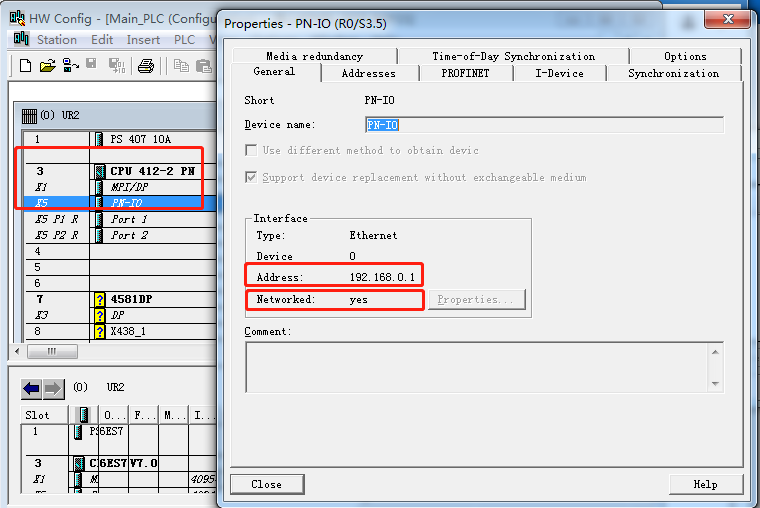 HW Config - [Main_PLC (Configu
Station Edit Insert PLC V
(0) UR2
1 PS 407 10A
3 CPU 412-2 PN
X1 MPI/DP
X5 PN-IO
X5 P1 R Port 1
X5 P2 R Port 2
4
5
6
7 4581DP
X3 DP
8 X438_1
(0) UR2
Slot O... F... M... I...
1 PS 6ES7
3 C 6ES7 V7.0
X1 M. 4095
Properties - PN-IO (R0/S3.5)
Media redundancy Time-of-Day Synchronization Options
General Addresses PROFINET I-Device Synchronization
Short PN-IO
Device name: PN-IO
Use different method to obtain devic
Support device replacement without exchangeable medium
Interface
Type: Ethernet
Device 0
Address: 192.168.0.1
Networked: yes Properties...
Comment:
Close Help